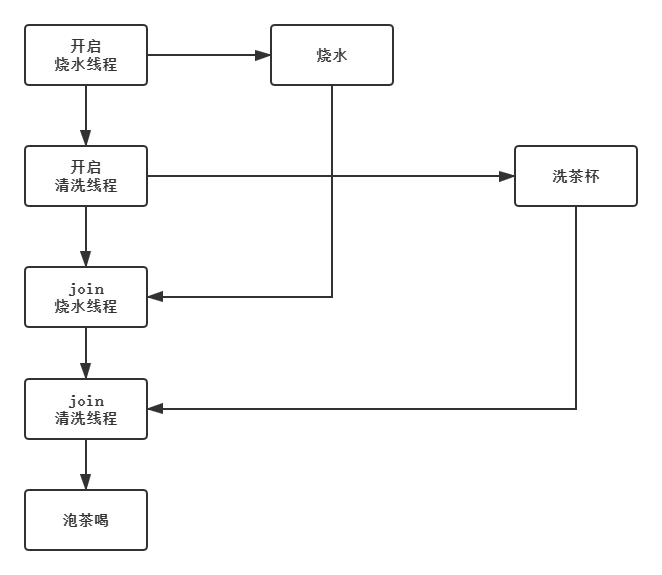 开启
烧水线程
烧水
开启
清洗线程
洗茶杯
join
烧水线程
join
清洗线程
泡茶喝